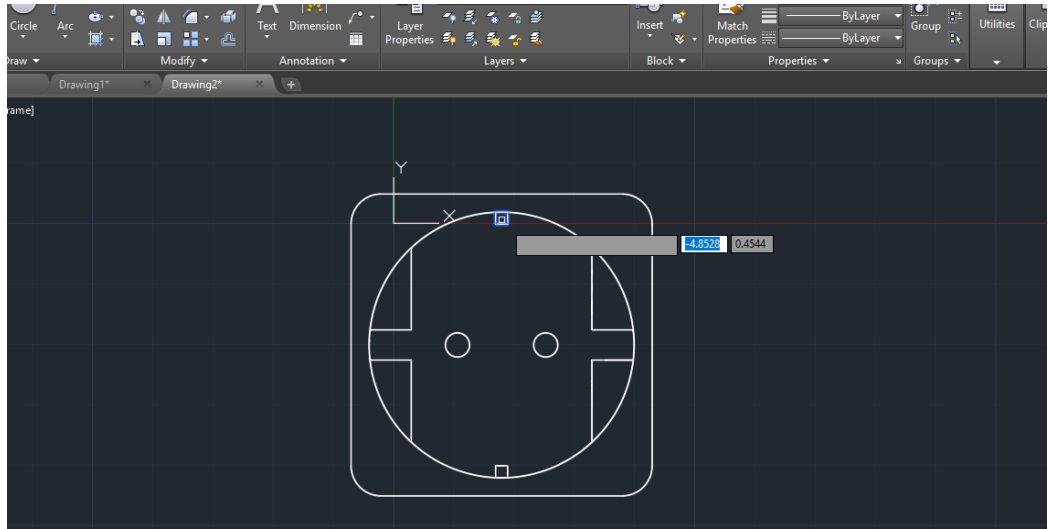 Circle Arc
Text Dimension
Layer
Properties
Insert
Match
Properties
ByLayer
ByLayer
Group
Utilities
Clip
Draw Modify Annotation Layers Block Properties Groups
Drawing1* Drawing2*
rame]
Y
X
-4.8528 0.4544